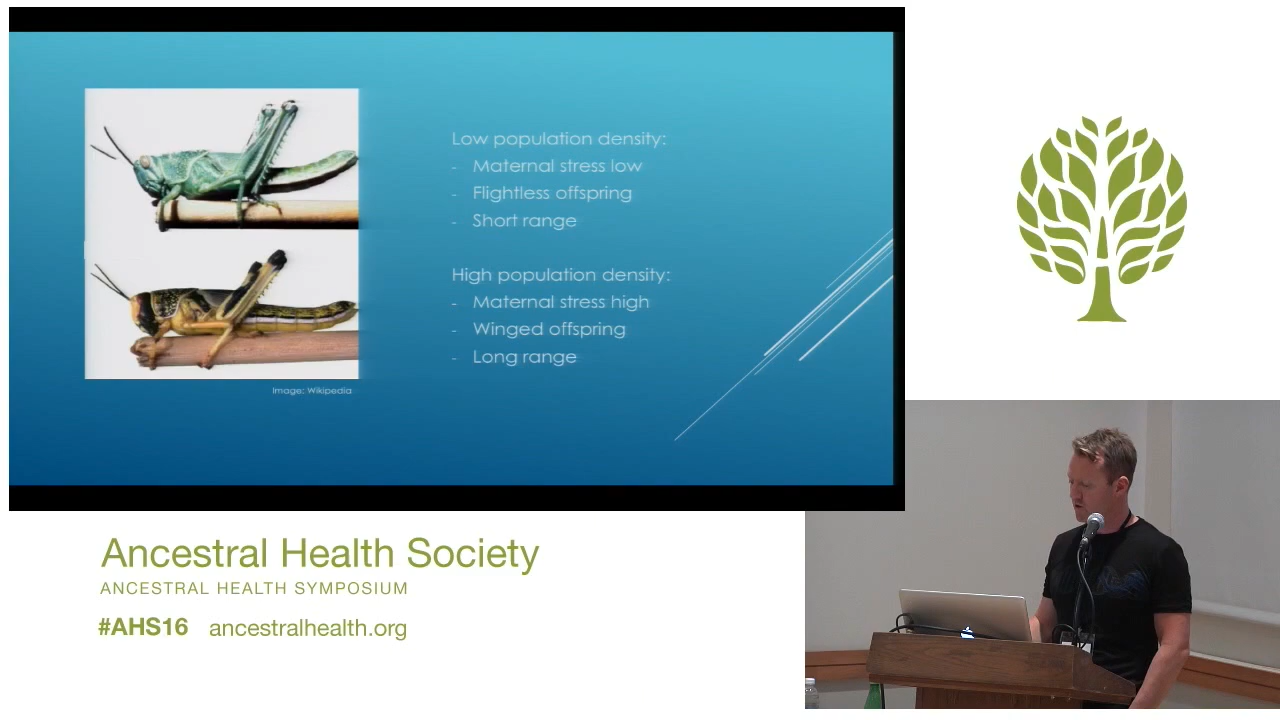 Low population density:
- Maternal stress low
- Flightless offspring
- Short range
High population density:
- Maternal stress high
- Winged offspring
- Long range
Image: Wikipedia
Ancestral Health Society
ANCESTRAL HEALTH SYMPOSIUM
#AHS16 ancestralhealth.org